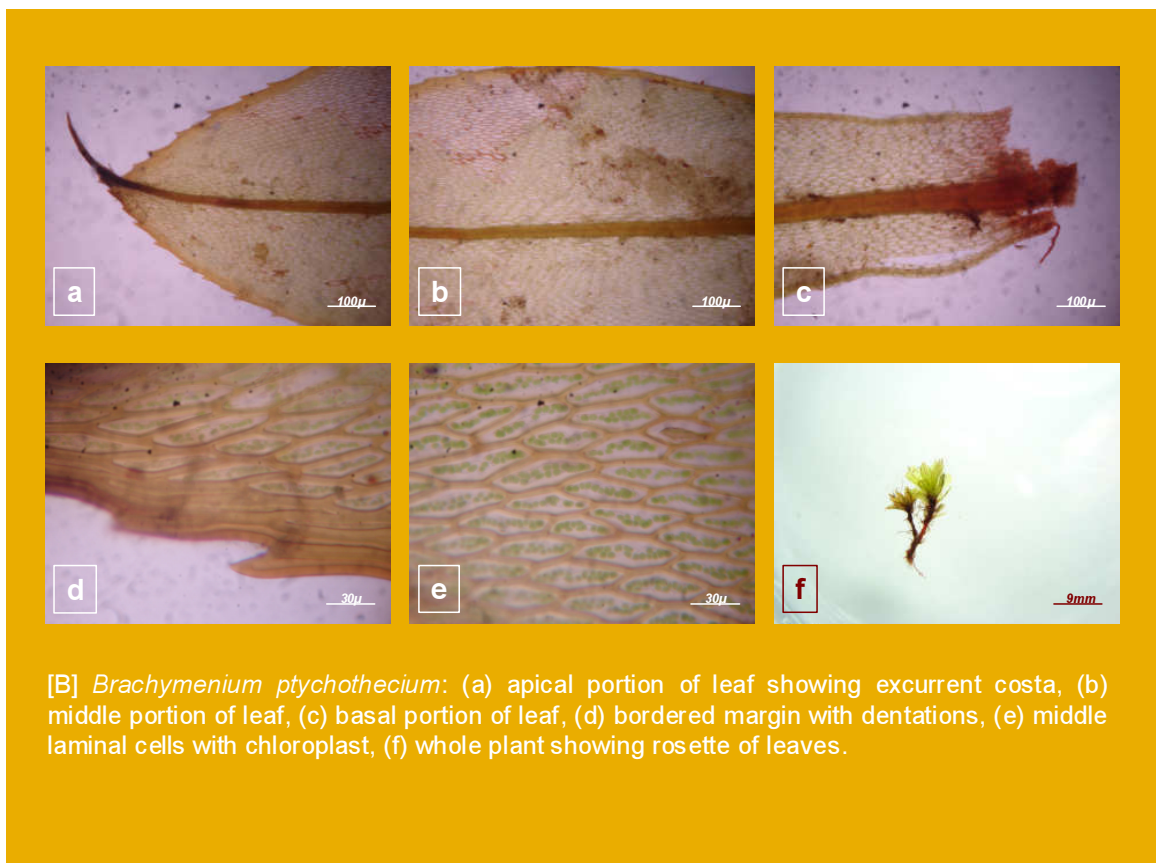 100µ
a
100µ
b
100µ
c
30µ
d
30µ
e
9mm
f
[B] Brachymenium ptychothecium: (a) apical portion of leaf showing excurrent costa, (b)
middle portion of leaf, (c) basal portion of leaf, (d) bordered margin with dentations, (e) middle
laminal cells with chloroplast, (f) whole plant showing rosette of leaves.